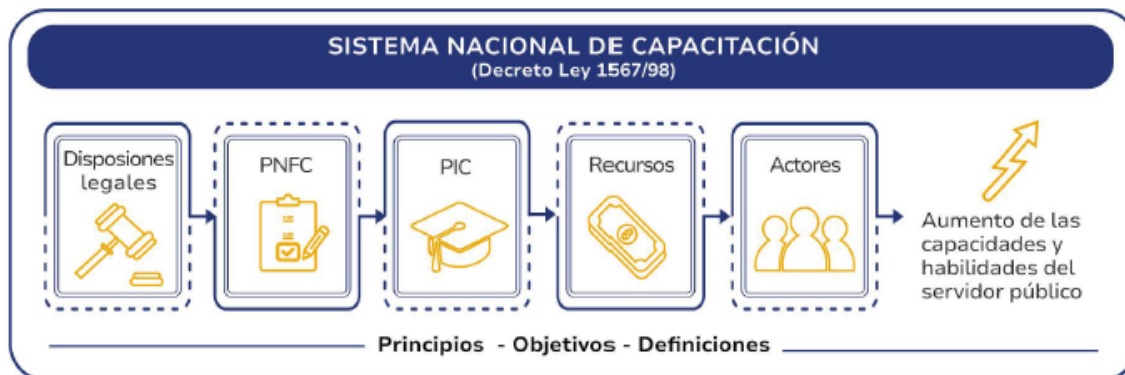 SISTEMA NACIONAL DE CAPACITACIÓN
(Decreto Ley 1567/98)
Disposiones
legales
PNFC
PIC
Recursos
Actores
Aumento de las
capacidades y
habilidades del
servidor público
Principios - Objetivos - Definiciones